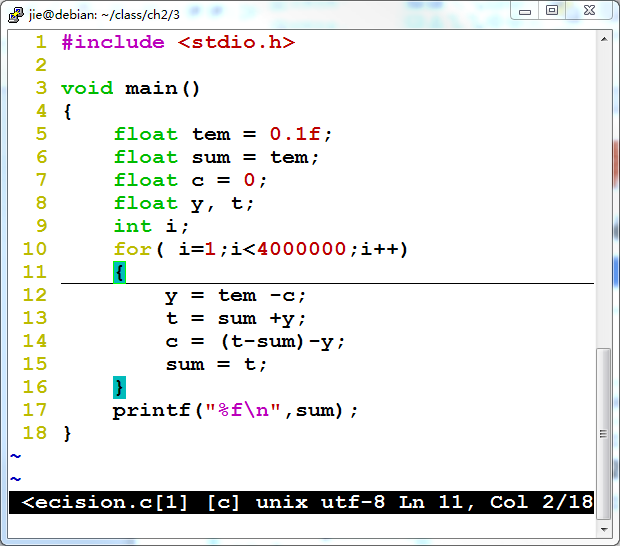 jie@debian: ~/class/ch2/3
1 #include <stdio.h>
2
3 void main()
4 {
5     float tem = 0.1f;
6     float sum = tem;
7     float c = 0;
8     float y, t;
9     int i;
10     for( i=1;i<4000000;i++)
11     {
12         y = tem -c;
13         t = sum +y;
14         c = (t-sum)-y;
15         sum = t;
16     }
17     printf("%f\n",sum);
18 }
~
~
<ecision.c[1] [c] unix utf-8 Ln 11, Col 2/18